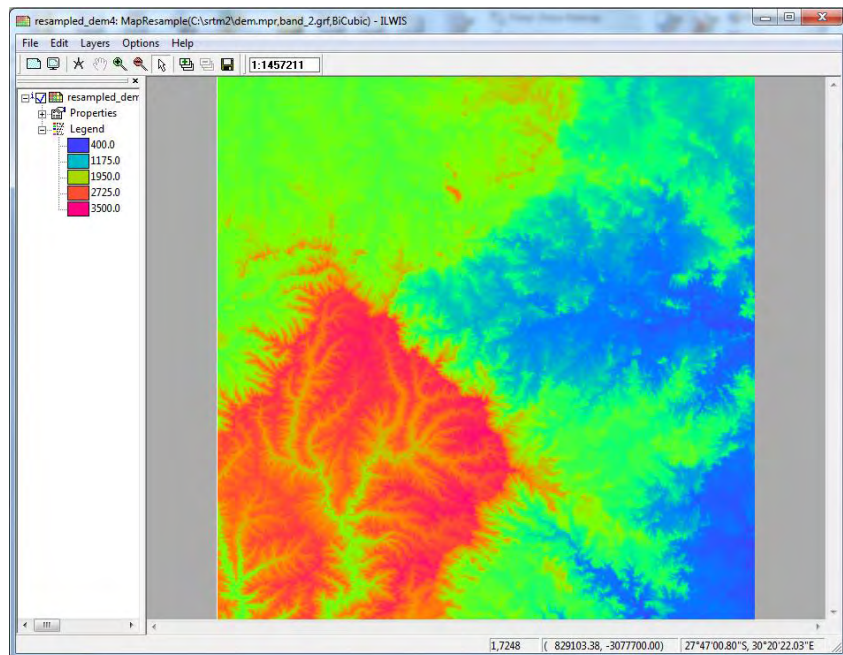 resampled_dem4: MapResample(C:\srtm2\dem.mpr,band_2.grf,BiCubic) - ILWIS
File Edit Layers Options Help
1:1457211
resampled_dem
Properties
Legend
400.0
1175.0
1950.0
2725.0
3500.0
1,7248 ( 829103.38, -3077700.00) 27°47'00.80"S, 30°20'22.03"E